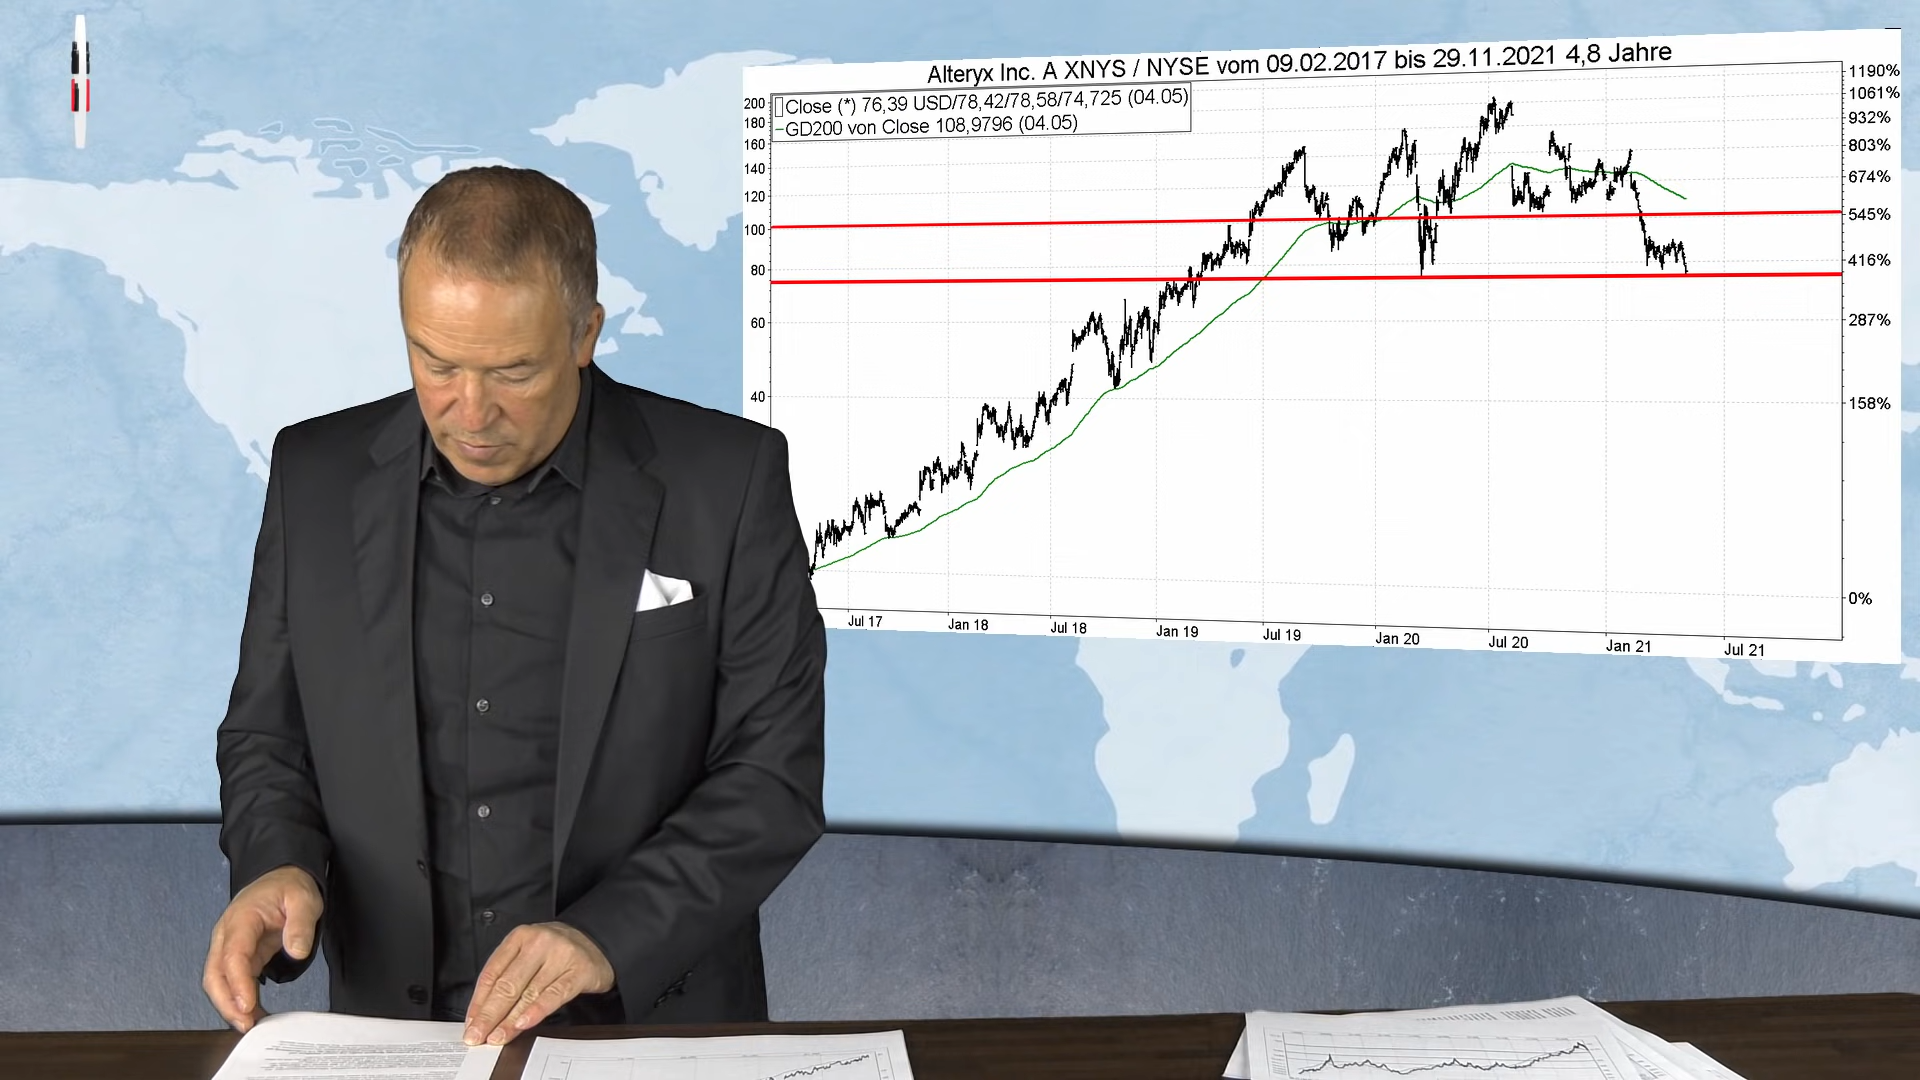 Alteryx Inc. A XNYS / NYSE vom 09.02.2017 bis 29.11.2021 4,8 Jahre
Close (*) 76,39 USD/78,42/78,58/74,725 (04.05)
GD200 von Close 108,9796 (04.05)
200
180
160
140
120
100
80
60
40
1190%
1061%
932%
803%
674%
545%
416%
287%
158%
0%
Jul 17
Jan 18
Jul 18
Jan 19
Jul 19
Jan 20
Jul 20
Jan 21
Jul 21